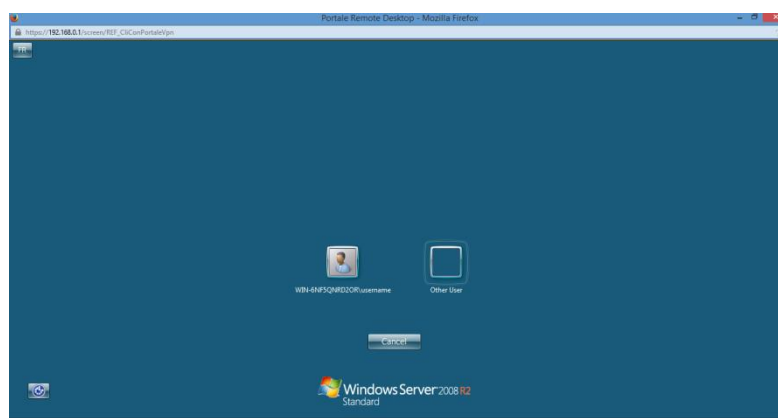 Portale Remote Desktop - Mozilla Firefox
https://192.168.0.1/screen/REF_CliConPortaleVpn
FR
WIN-6NF5QNRD2OR\username
Other User
Cancel
Windows Server 2008 R2
Standard